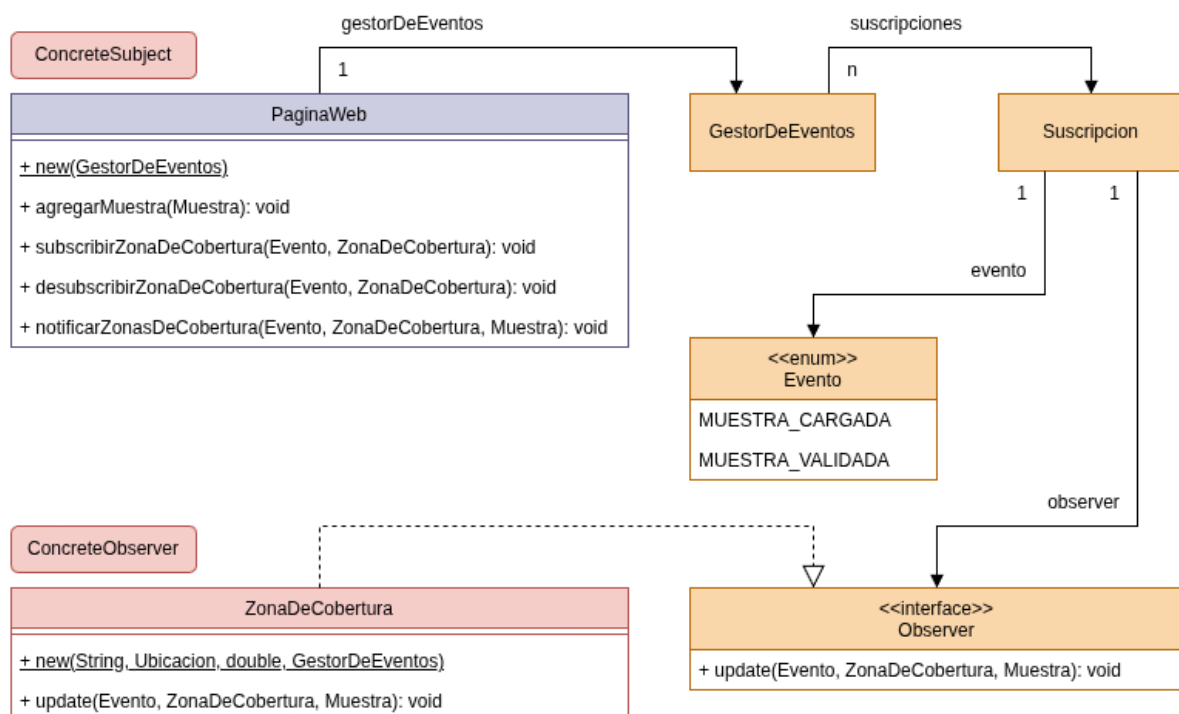 gestorDeEventos
suscripciones
ConcreteSubject
1
n
PaginaWeb
GestorDeEventos
Suscripcion
+ new(GestorDeEventos)
+ agregarMuestra(Muestra): void
1
1
+ subscribirZonaDeCobertura(Evento, ZonaDeCobertura): void
evento
+ desubscribirZonaDeCobertura(Evento, ZonaDeCobertura): void
+ notificarZonasDeCobertura(Evento, ZonaDeCobertura, Muestra): void
<<enum>>
Evento
MUESTRA_CARGADA
MUESTRA_VALIDADA
observer
ConcreteObserver
ZonaDeCobertura
<<interface>>
Observer
+ new(String, Ubicacion, double, GestorDeEventos)
+ update(Evento, ZonaDeCobertura, Muestra): void
+ update(Evento, ZonaDeCobertura, Muestra): void